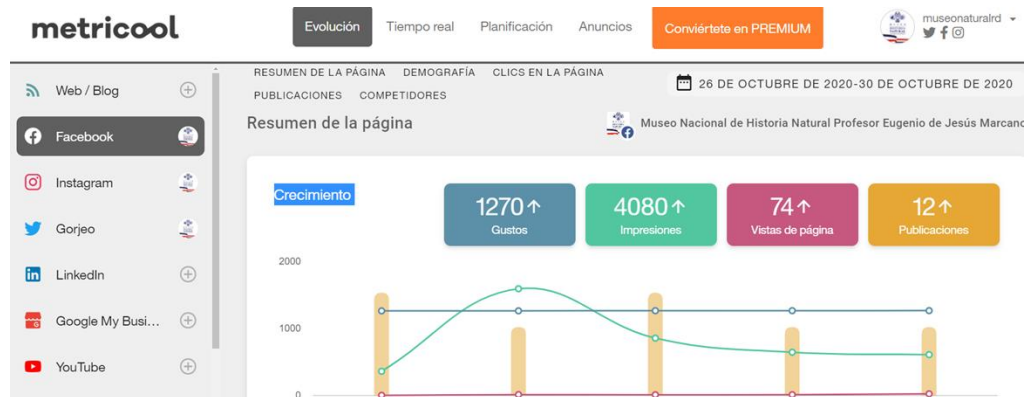 metricool
Evolución
Tiempo real
Planificación
Anuncios
Conviértete en PREMIUM
museonaturalrd
Web / Blog
Facebook
Instagram
Gorjeo
LinkedIn
Google My Busi...
YouTube
RESUMEN DE LA PÁGINA DEMOGRAFÍA CLICS EN LA PÁGINA
PUBLICACIONES COMPETIDORES
26 DE OCTUBRE DE 2020-30 DE OCTUBRE DE 2020
Resumen de la página
Museo Nacional de Historia Natural Profesor Eugenio de Jesús Marcano
Crecimiento
1270↑
Gustos
4080↑
Impresiones
74↑
Vistas de página
12↑
Publicaciones
2000
1000
0